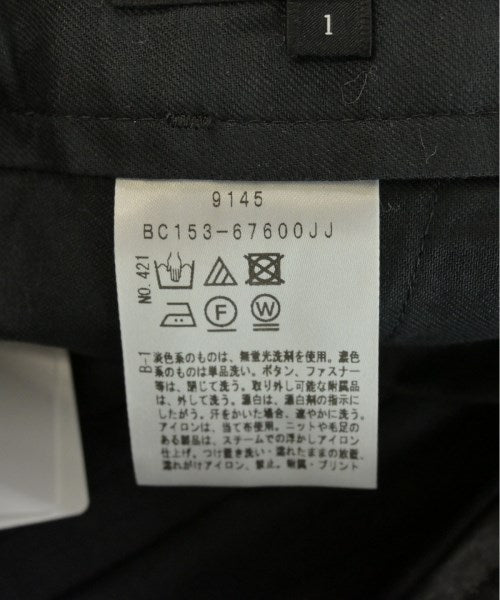 1
9145
BC153-67600JJ
NO.421
F
W
B-1
淡色系のものは、無蛍光洗剤を使用。濃色
系のものは単品洗い。ボタン、ファスナー
等は、閉じて洗う。取り外し可能な附属品
は、外して洗う。漂白は、漂白剤の指示に
したがう。汗をかいた場合、速やかに洗う。
アイロンは、当て布使用。ニットや毛足の
ある製品は、スチームでの浮かしアイロン
仕上げ。つけ置き洗い・濡れたままの放置、
濡れがけアイロン、禁止。附属・プリント